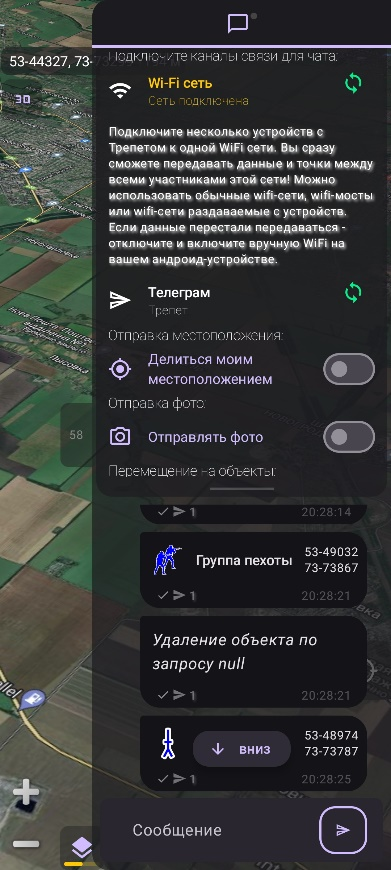 Подключите каналы связи для чата:
53-44327, 73-
Wi-Fi сеть
Сеть подключена
3D
Подключите несколько устройств с
Трепетом к одной WiFi сети. Вы сразу
сможете передавать данные и точки между
всеми участниками этой сети! Можно
использовать обычные wifi-сети, wifi-мосты
или wifi-сети раздаваемые с устройств.
Если данные перестали передаваться -
отключите и включите вручную WiFi на
вашем андроид-устройстве.
Телеграм
Трепет
Отправка местоположения:
Делиться моим
местоположением
Отправка фото:
58
Отправлять фото
Перемещение на объекты:
1
20:28:14
Группа пехоты
53-49032
73-73867
1
20:28:21
Удаление объекта по
запросу null
1
20:28:21
вниз
53-48974
73-73787
1
20:28:25
Сообщение